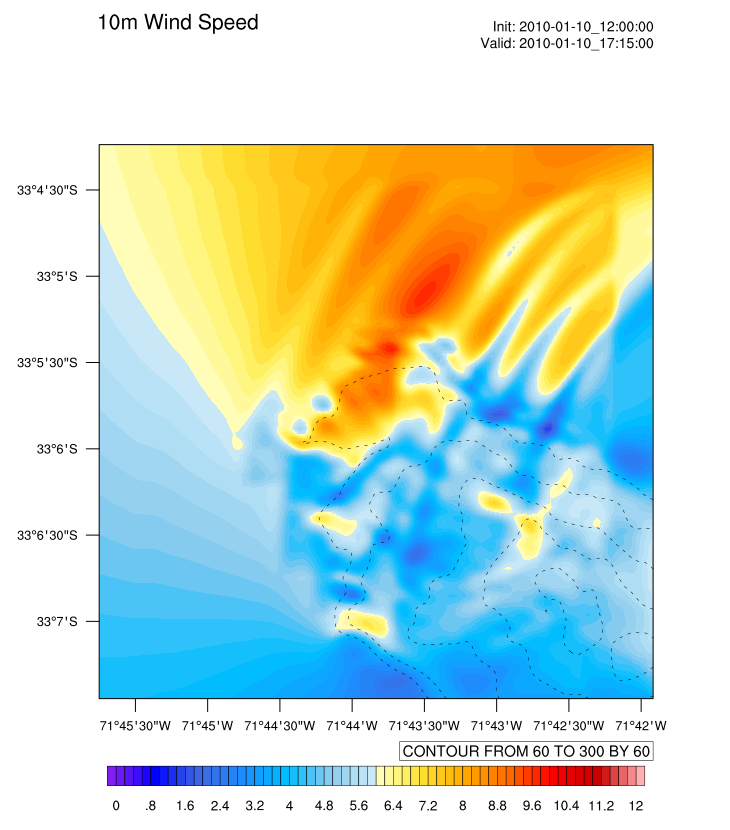 10m Wind Speed
Init: 2010-01-10_12:00:00
Valid: 2010-01-10_17:15:00
33°4'30"S
33°5'S
33°5'30"S
33°6'S
33°6'30"S
33°7'S
71°45'30"W 71°45'W 71°44'30"W 71°44'W 71°43'30"W 71°43'W 71°42'30"W 71°42'W
CONTOUR FROM 60 TO 300 BY 60
0 .8 1.6 2.4 3.2 4 4.8 5.6 6.4 7.2 8 8.8 9.6 10.4 11.2 12